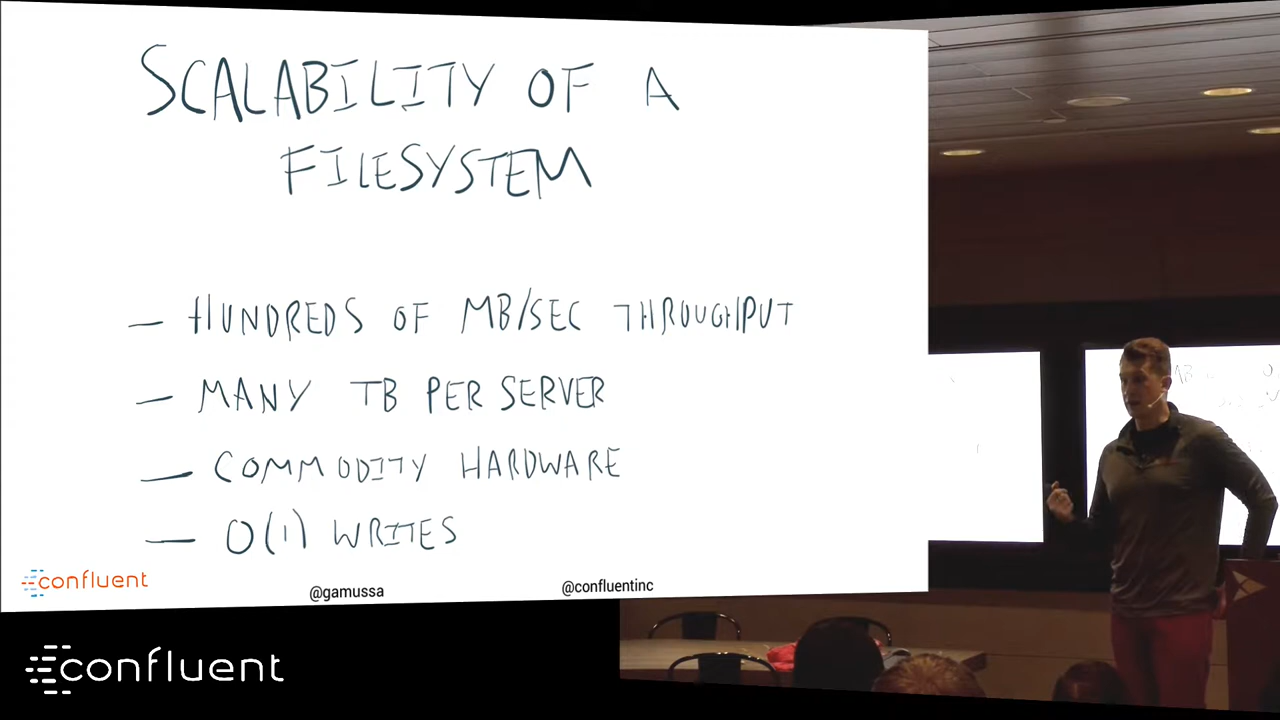 SCALABILITY OF A
FILESYSTEM
— HUNDREDS OF MB/SEC THROUGHPUT
— MANY TB PER SERVER
— COMMODITY HARDWARE
— O(1) WRITES
confluent
@gamussa
@confluentinc
confluent